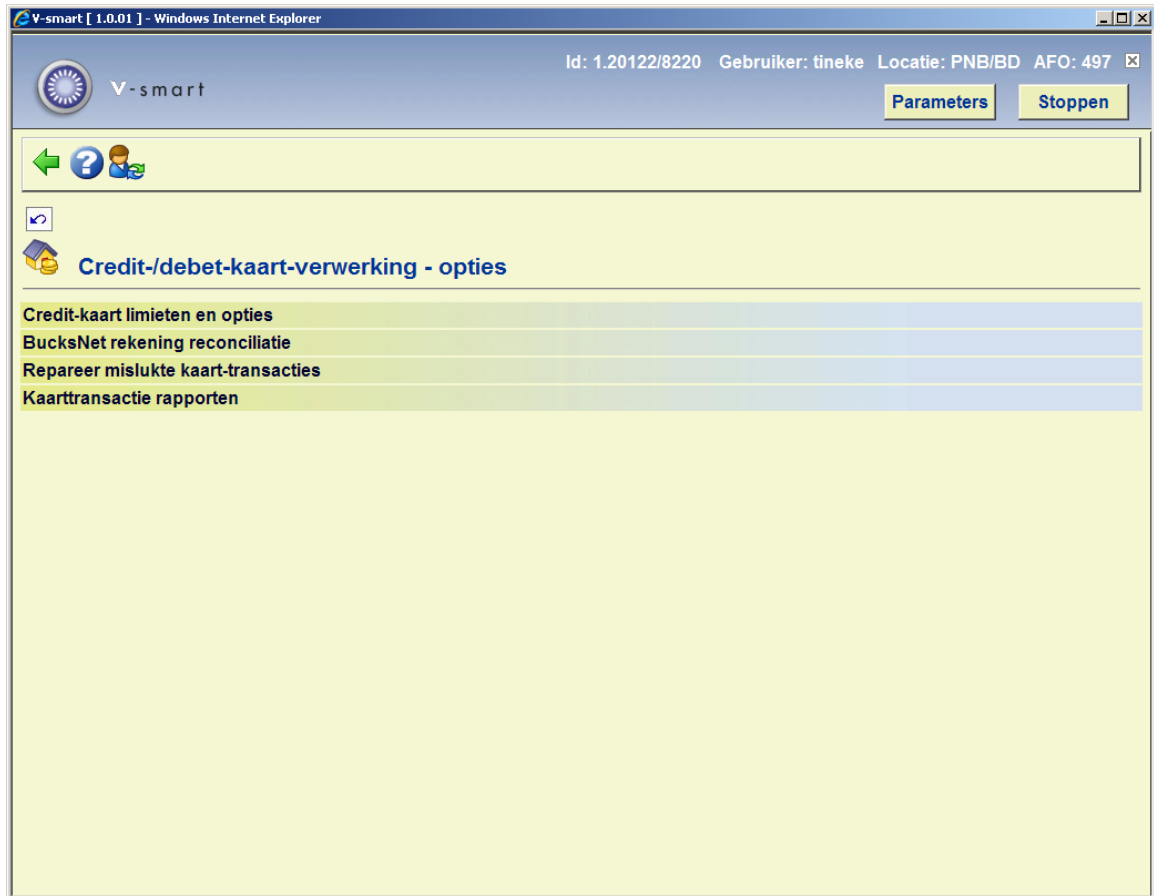 V-smart [ 1.0.01 ] - Windows Internet Explorer
Id: 1.20122/8220 Gebruiker: tineke Locatie: PNB/BD AFO: 497
V-smart
Parameters Stoppen
Credit-/debet-kaart-verwerking - opties
Credit-kaart limieten en opties
BucksNet rekening reconciliatie
Repareer mislukte kaart-transacties
Kaarttransactie rapporten